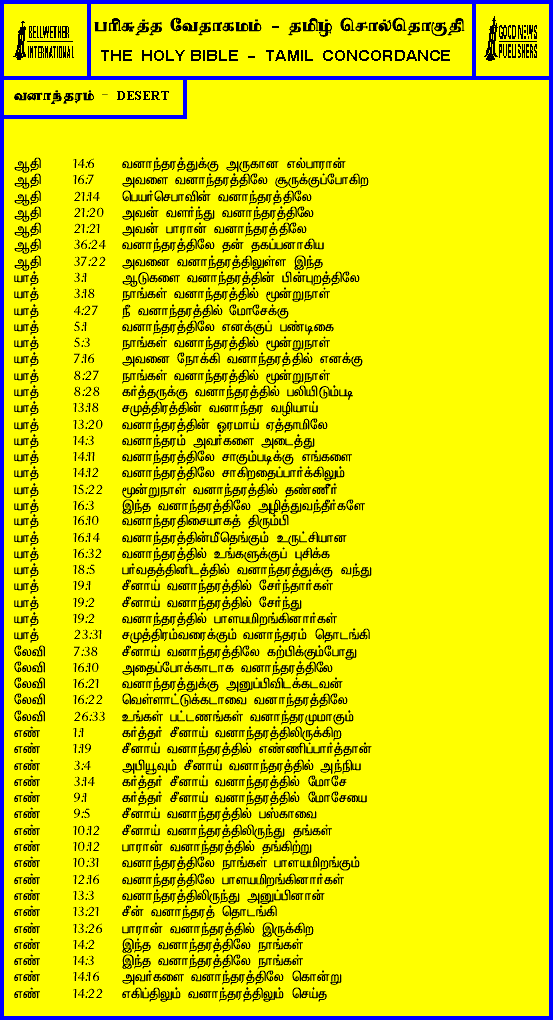 BELLWETHER
INTERNATIONAL
பரிசுத்த வேதாகமம் - தமிழ் சொல்தொகுதி
THE HOLY BIBLE - TAMIL CONCORDANCE
GOOD NEWS
PUBLISHERS
வனாந்தரம் - DESERT
ஆதி 14:6 வனாந்தரத்துக்கு அருகான எல்பாரான்
ஆதி 16:7 அவளை வனாந்தரத்திலே சூருக்குப்போகிற
ஆதி 21:14 பெயர்செபாவின் வனாந்தரத்திலே
ஆதி 21:20 அவன் வளர்ந்து வனாந்தரத்திலே
ஆதி 21:21 அவன் பாரான் வனாந்தரத்திலே
ஆதி 36:24 வனாந்தரத்திலே தன் தகப்பனாகிய
ஆதி 37:22 அவனை வனாந்தரத்திலுள்ள இந்த
யாத் 3:1 ஆடுகளை வனாந்தரத்தின் பின்புறத்திலே
யாத் 3:18 நாங்கள் வனாந்தரத்தில் மூன்றுநாள்
யாத் 4:27 நீ வனாந்தரத்தில் மோசேக்கு
யாத் 5:1 வனாந்தரத்திலே எனக்குப் பண்டிகை
யாத் 5:3 நாங்கள் வனாந்தரத்தில் மூன்றுநாள்
யாத் 7:16 அவனை நோக்கி வனாந்தரத்தில் எனக்கு
யாத் 8:27 நாங்கள் வனாந்தரத்தில் மூன்றுநாள்
யாத் 8:28 கர்த்தருக்கு வனாந்தரத்தில் பலியிடும்படி
யாத் 13:18 சமுத்திரத்தின் வனாந்தர வழியாய்
யாத் 13:20 வனாந்தரத்தின் ஓரமாய் ஏத்தாமிலே
யாத் 14:3 வனாந்தரம் அவர்களை அடைத்து
யாத் 14:11 வனாந்தரத்திலே சாகும்படிக்கு எங்களை
யாத் 14:12 வனாந்தரத்திலே சாகிறதைப்பார்க்கிலும்
யாத் 15:22 மூன்றுநாள் வனாந்தரத்தில் தண்ணீர்
யாத் 16:3 இந்த வனாந்தரத்திலே அழித்துவந்தீர்களே
யாத் 16:10 வனாந்தரதிசையாகத் திரும்பி
யாத் 16:14 வனாந்தரத்தின்மீதெங்கும் உருட்சியான
யாத் 16:32 வனாந்தரத்தில் உங்களுக்குப் புசிக்க
யாத் 18:5 பர்வதத்தினிடத்தில் வனாந்தரத்துக்கு வந்து
யாத் 19:1 சீனாய் வனாந்தரத்தில் சேர்ந்தார்கள்
யாத் 19:2 சீனாய் வனாந்தரத்தில் சேர்ந்து
யாத் 19:2 வனாந்தரத்தில் பாளயமிறங்கினார்கள்
யாத் 23:31 சமுத்திரம்வரைக்கும் வனாந்தரம் தொடங்கி
லேவி 7:38 சீனாய் வனாந்தரத்திலே கற்பிக்கும்போது
லேவி 16:10 அதைப்போக்காடாக வனாந்தரத்திலே
லேவி 16:21 வனாந்தரத்துக்கு அனுப்பிவிடக்கடவன்
லேவி 16:22 வெள்ளாட்டுக்கடாவை வனாந்தரத்திலே
லேவி 26:33 உங்கள் பட்டணங்கள் வனாந்தரமுமாகும்
எண் 1:1 கர்த்தர் சீனாய் வனாந்தரத்திலிருக்கிற
எண் 1:19 சீனாய் வனாந்தரத்தில் எண்ணிப்பார்த்தான்
எண் 3:4 அபியூவும் சீனாய் வனாந்தரத்தில் அந்நிய
எண் 3:14 கர்த்தர் சீனாய் வனாந்தரத்தில் மோசே
எண் 9:1 கர்த்தர் சீனாய் வனாந்தரத்தில் மோசேயை
எண் 9:5 சீனாய் வனாந்தரத்தில் பஸ்காவை
எண் 10:12 சீனாய் வனாந்தரத்திலிருந்து தங்கள்
எண் 10:12 பாரான் வனாந்தரத்தில் தங்கிற்று
எண் 10:31 வனாந்தரத்திலே நாங்கள் பாளயமிறங்கும்
எண் 12:16 வனாந்தரத்திலே பாளயமிறங்கினார்கள்
எண் 13:3 வனாந்தரத்திலிருந்து அனுப்பினான்
எண் 13:21 சீன் வனாந்தரத் தொடங்கி
எண் 13:26 பாரான் வனாந்தரத்தில் இருக்கிற
எண் 14:2 இந்த வனாந்தரத்திலே நாங்கள்
எண் 14:3 இந்த வனாந்தரத்திலே நாங்கள்
எண் 14:16 அவர்களை வனாந்தரத்திலே கொன்று
எண் 14:22 எகிப்திலும் வனாந்தரத்திலும் செய்த